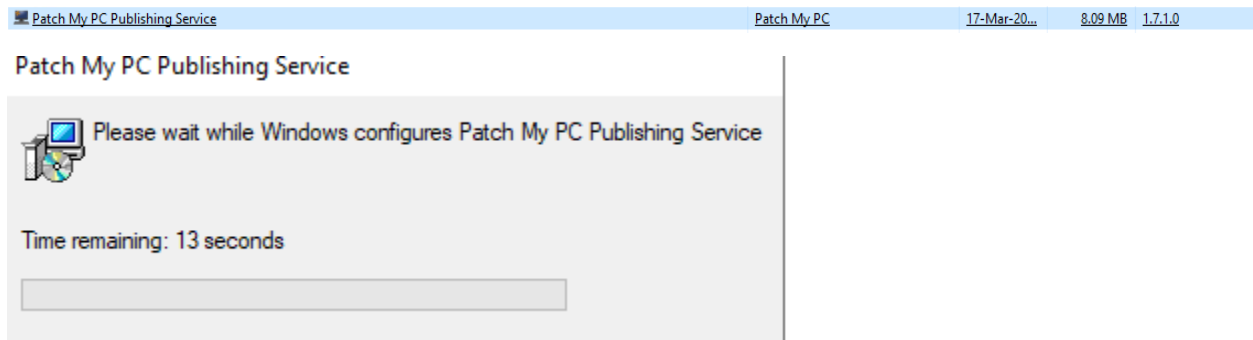 Patch My PC Publishing Service Patch My PC 17-Mar-20... 8.09 MB 1.7.1.0
Patch My PC Publishing Service
Please wait while Windows configures Patch My PC Publishing Service
Time remaining: 13 seconds